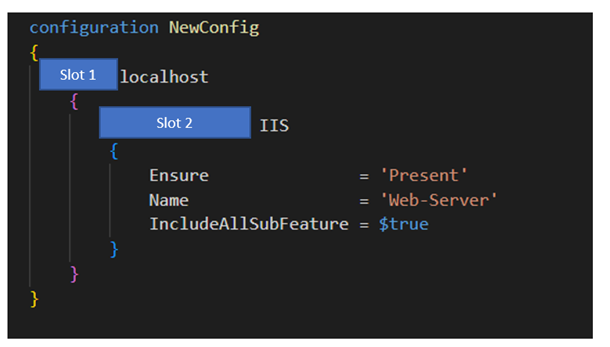 configuration NewConfig
{
Slot 1 localhost
{
Slot 2 IIS
{
Ensure = 'Present'
Name = 'Web-Server'
IncludeAllSubFeature = $true
}
}
}